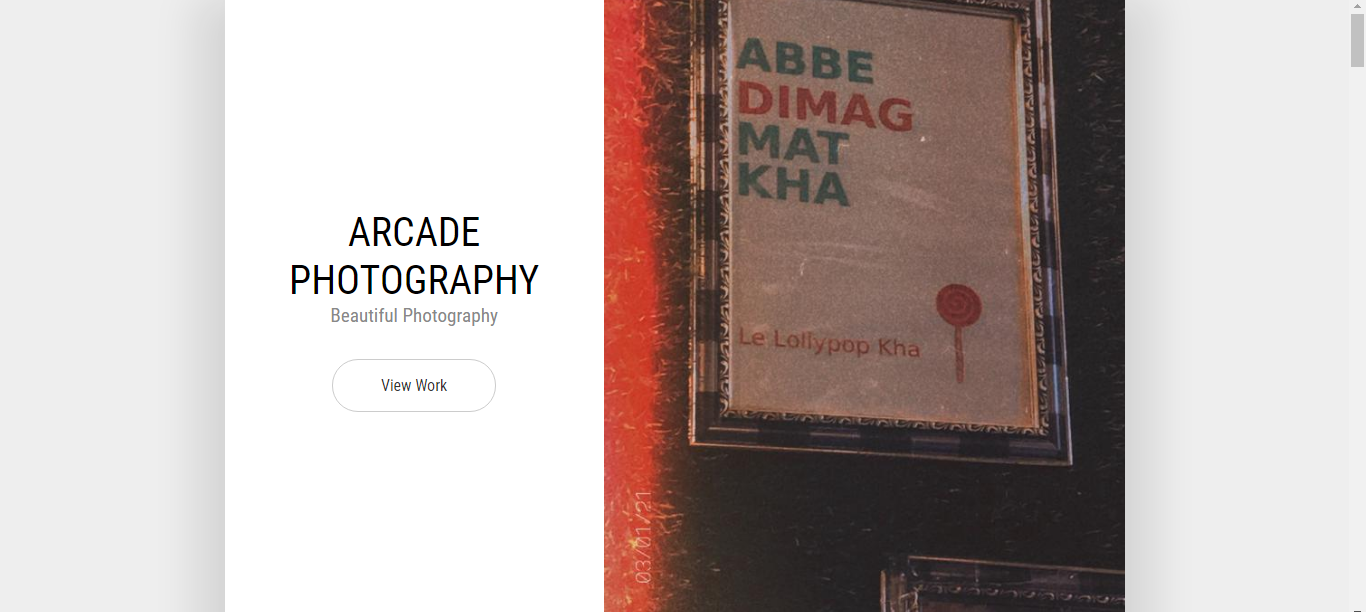 ARCADE
PHOTOGRAPHY
Beautiful Photography
View Work
ABBE
DIMAG
MAT
KHA
Le Lollypop Kha
03/01/21